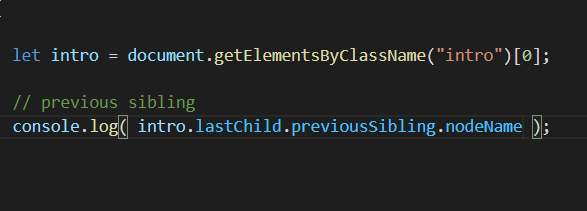 let intro = document.getElementsByClassName("intro")[0];
// previous sibling
console.log( intro.lastChild.previousSibling.nodeName );